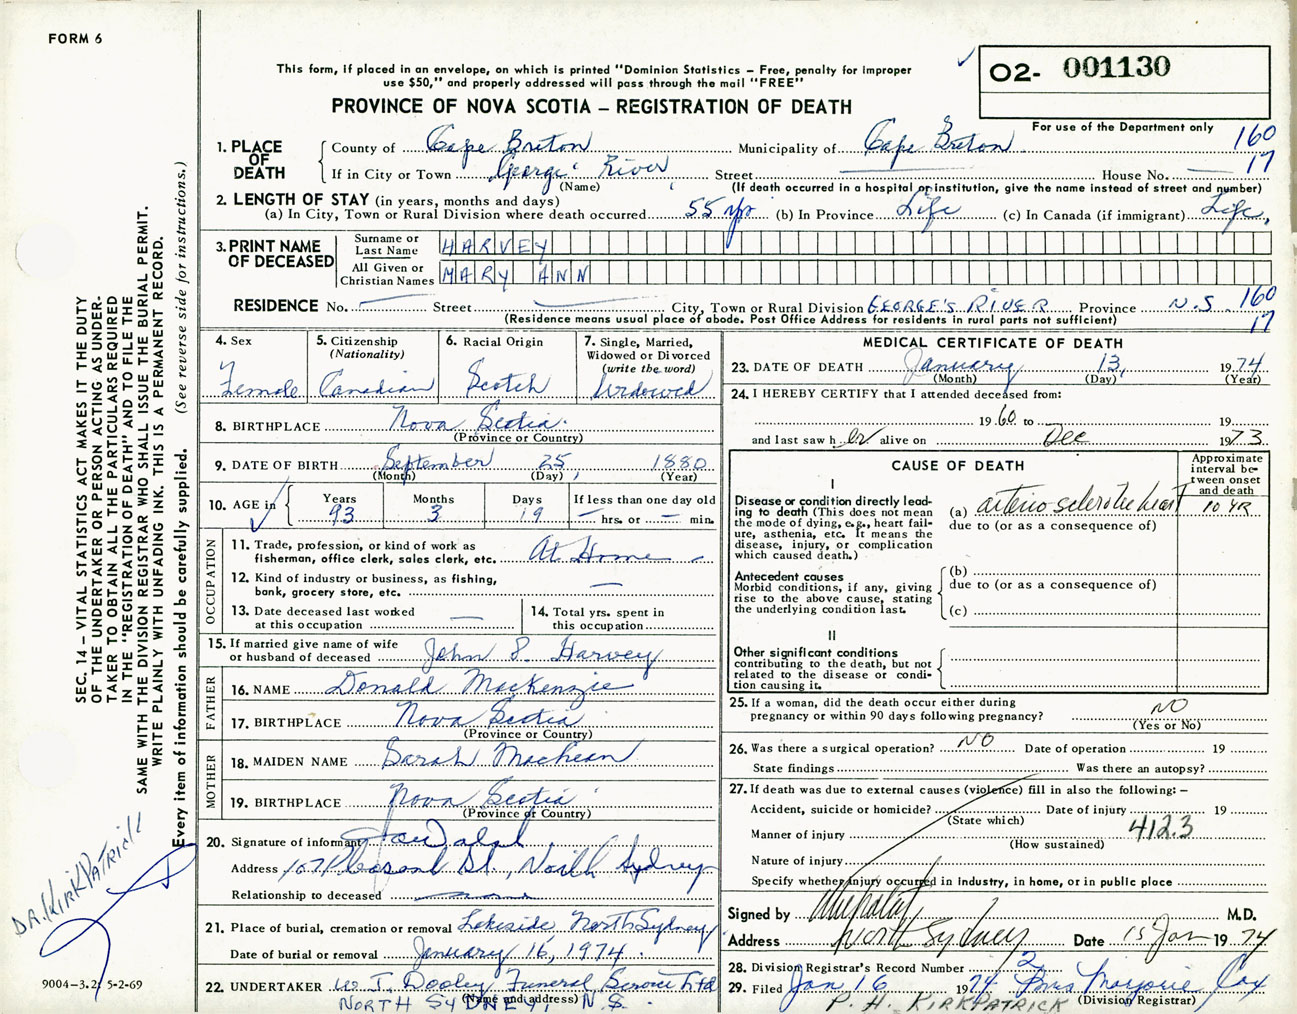 FORM 6
This form, if placed in an envelope, on which is printed "Dominion Statistics – Free, penalty for improper
use $50," and properly addressed will pass through the mail "FREE"
O2- 001130
PROVINCE OF NOVA SCOTIA – REGISTRATION OF DEATH
For use of the Department only
160
17
1. PLACE OF DEATH
County of Cape Breton Municipality of Cape Breton
If in City or Town George's River Street House No.
(Name) (If death occurred in a hospital or institution, give the name instead of street and number)
2. LENGTH OF STAY (in years, months and days)
(a) In City, Town or Rural Division where death occurred 55 yrs (b) In Province Life (c) In Canada (if immigrant) Life.
3. PRINT NAME OF DECEASED
Surname or Last Name HARVEY
All Given or Christian Names MARY ANN
RESIDENCE No. Street City, Town or Rural Division GEORGE'S RIVER Province N.S. 160
(Residence means usual place of abode. Post Office Address for residents in rural parts not sufficient) 17
4. Sex
Female
5. Citizenship
(Nationality)
Canadian
6. Racial Origin
Scotch
7. Single, Married,
Widowed or Divorced
(write the word)
Widowed
8. BIRTHPLACE Nova Scotia.
(Province or Country)
9. DATE OF BIRTH September 25, 1880
(Month) (Day) (Year)
10. AGE in
Years Months Days If less than one day old
93 3 19 – hrs. or – min.
OCCUPATION
11. Trade, profession, or kind of work as
fisherman, office clerk, sales clerk, etc. At Home
12. Kind of industry or business, as fishing,
bank, grocery store, etc. —
13. Date deceased last worked
at this occupation —
14. Total yrs. spent in
this occupation
15. If married give name of wife
or husband of deceased John S. Harvey
FATHER
16. NAME Donald Mackenzie
17. BIRTHPLACE Nova Scotia
(Province or Country)
MOTHER
18. MAIDEN NAME Sarah
19. BIRTHPLACE Nova Scotia
(Province of Country)
20. Signature of informant
Address 107 Pleasant St., North Sydney
Relationship to deceased
21. Place of burial, cremation or removal Lakeside North Sydney
Date of burial or removal January 16, 1974.
22. UNDERTAKER W J. Dooley Funeral Service Ltd
(Name and address)
NORTH SYDNEY, N.S.
MEDICAL CERTIFICATE OF DEATH
23. DATE OF DEATH January 13, 1974
(Month) (Day) (Year)
24. I HEREBY CERTIFY that I attended deceased from:
1960 to 19
and last saw her alive on Dec 1973
CAUSE OF DEATH
Approximate
interval be-
tween onset
and death
I
Disease or condition directly lead-
ing to death (This does not mean
the mode of dying, e.g., heart fail-
ure, asthenia, etc. It means the
disease, injury, or complication
which caused death.)
(a) arterio sclerotic heart 10 YR
due to (or as a consequence of)
Antecedent causes
Morbid conditions, if any, giving
rise to the above cause, stating
the underlying condition last.
(b)
due to (or as a consequence of)
(c)
II
Other significant conditions
contributing to the death, but not
related to the disease or condi-
tion causing it.
25. If a woman, did the death occur either during
pregnancy or within 90 days following pregnancy? NO
(Yes or No)
26. Was there a surgical operation? NO Date of operation 19
State findings Was there an autopsy?
27. If death was due to external causes (violence) fill in also the following: –
Accident, suicide or homicide? Date of injury 19
(State which)
Manner of injury 412.3
(How sustained)
Nature of injury
Specify whether injury occurred in industry, in home, or in public place
Signed by M.D.
Address North Sydney Date 15 Jan 1974
28. Division Registrar's Record Number 2
29. Filed Jan 16 1974 Mrs Marjorie Cox
(Division Registrar)
P. H. KIRKPATRICK
SEC. 14 – VITAL STATISTICS ACT MAKES IT THE DUTY
OF THE UNDERTAKER OR PERSON ACTING AS UNDER-
TAKER TO OBTAIN ALL THE PARTICULARS REQUIRED
IN THE "REGISTRATION OF DEATH" AND TO FILE THE
SAME WITH THE DIVISION REGISTRAR WHO SHALL ISSUE THE BURIAL PERMIT.
WRITE PLAINLY WITH UNFADING INK. THIS IS A PERMANENT RECORD.
Every item of information should be carefully supplied. (See reverse side for instructions.)
DR. KIRKPATRICK
9004-3.2: 5-2-69